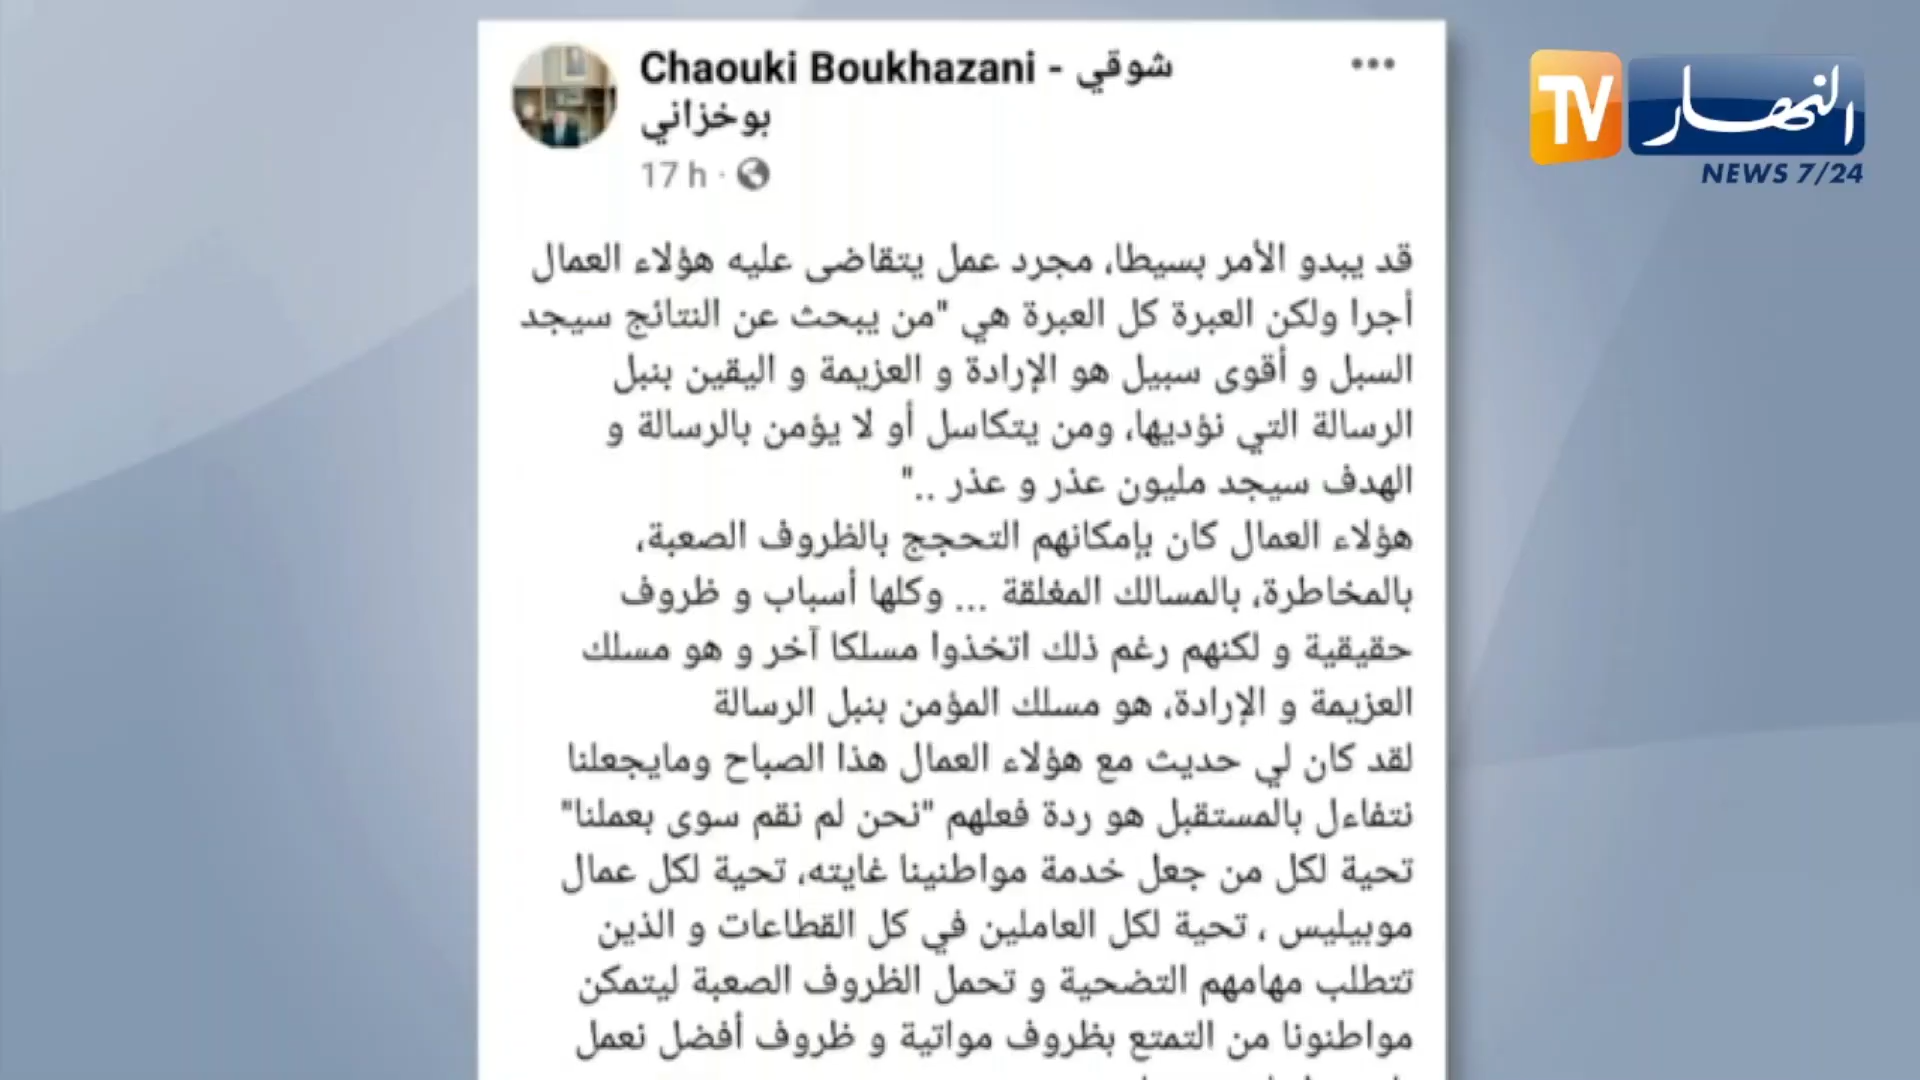 Chaouki Boukhazani - شوقي
بوخزاني
17 h ·
TV النهار
NEWS 7/24
قد يبدو الأمر بسيطا، مجرد عمل يتقاضى عليه هؤلاء العمال
أجرا ولكن العبرة كل العبرة هي "من يبحث عن النتائج سيجد
السبل و أقوى سبيل هو الإرادة و العزيمة و اليقين بنبل
الرسالة التي نؤديها، ومن يتكاسل أو لا يؤمن بالرسالة و
الهدف سيجد مليون عذر و عذر .."
هؤلاء العمال كان بإمكانهم التحجج بالظروف الصعبة،
بالمخاطرة، بالمسالك المغلقة ... وكلها أسباب و ظروف
حقيقية و لكنهم رغم ذلك اتخذوا مسلكا آخر و هو مسلك
العزيمة و الإرادة، هو مسلك المؤمن بنبل الرسالة
لقد كان لي حديث مع هؤلاء العمال هذا الصباح ومايجعلنا
نتفاءل بالمستقبل هو ردة فعلهم "نحن لم نقم سوى بعملنا"
تحية لكل من جعل خدمة مواطنينا غايته، تحية لكل عمال
موبيليس ، تحية لكل العاملين في كل القطاعات و الذين
تتطلب مهامهم التضحية و تحمل الظروف الصعبة ليتمكن
مواطنونا من التمتع بظروف مواتية و ظروف أفضل نعمل